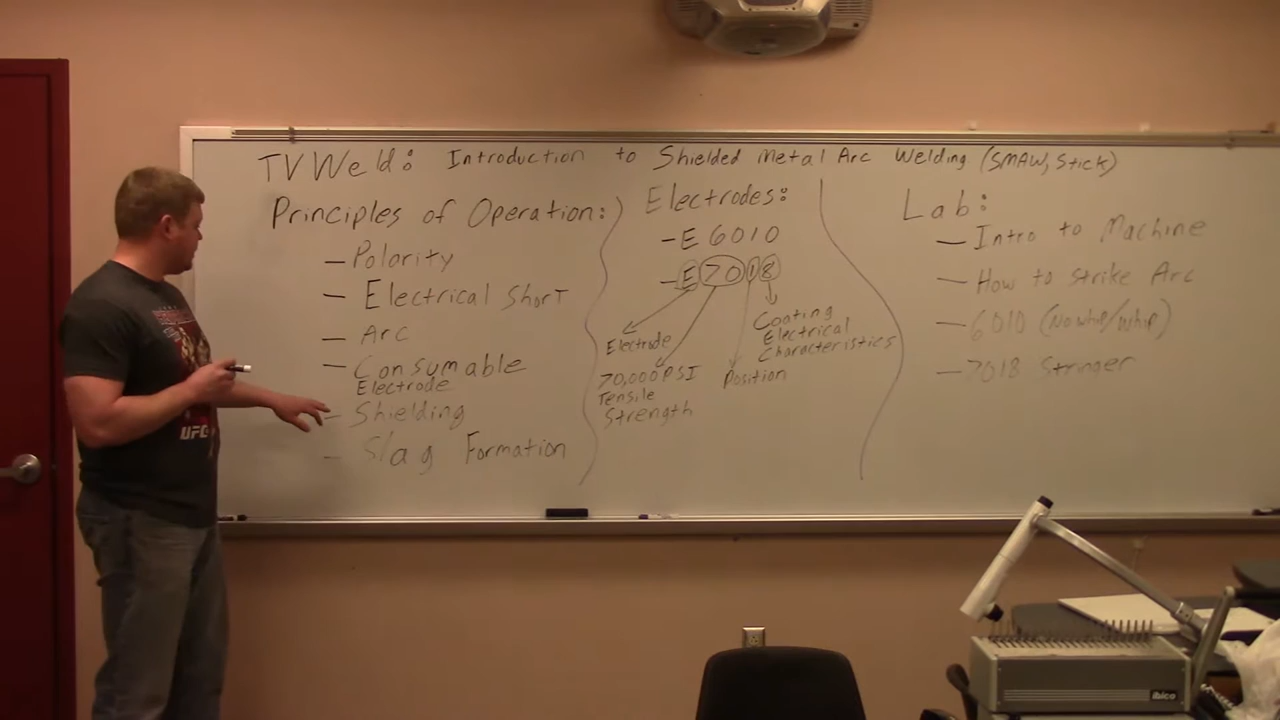 TV Weld: Introduction to Shielded Metal Arc Welding (SMAW, Stick)
Principles of Operation:
- Polarity
- Electrical Short
- Arc
- Consumable
Electrode
- Shielding
- Slag Formation
Electrodes:
- E 6010
- E 7018
Electrode
70,000 PSI
Tensile
Strength
Position
Coating
Electrical
Characteristics
Lab:
- Intro to Machine
- How to Strike Arc
- 6010 (No whip/whip)
- 7018 Stringer
UFC
ibico